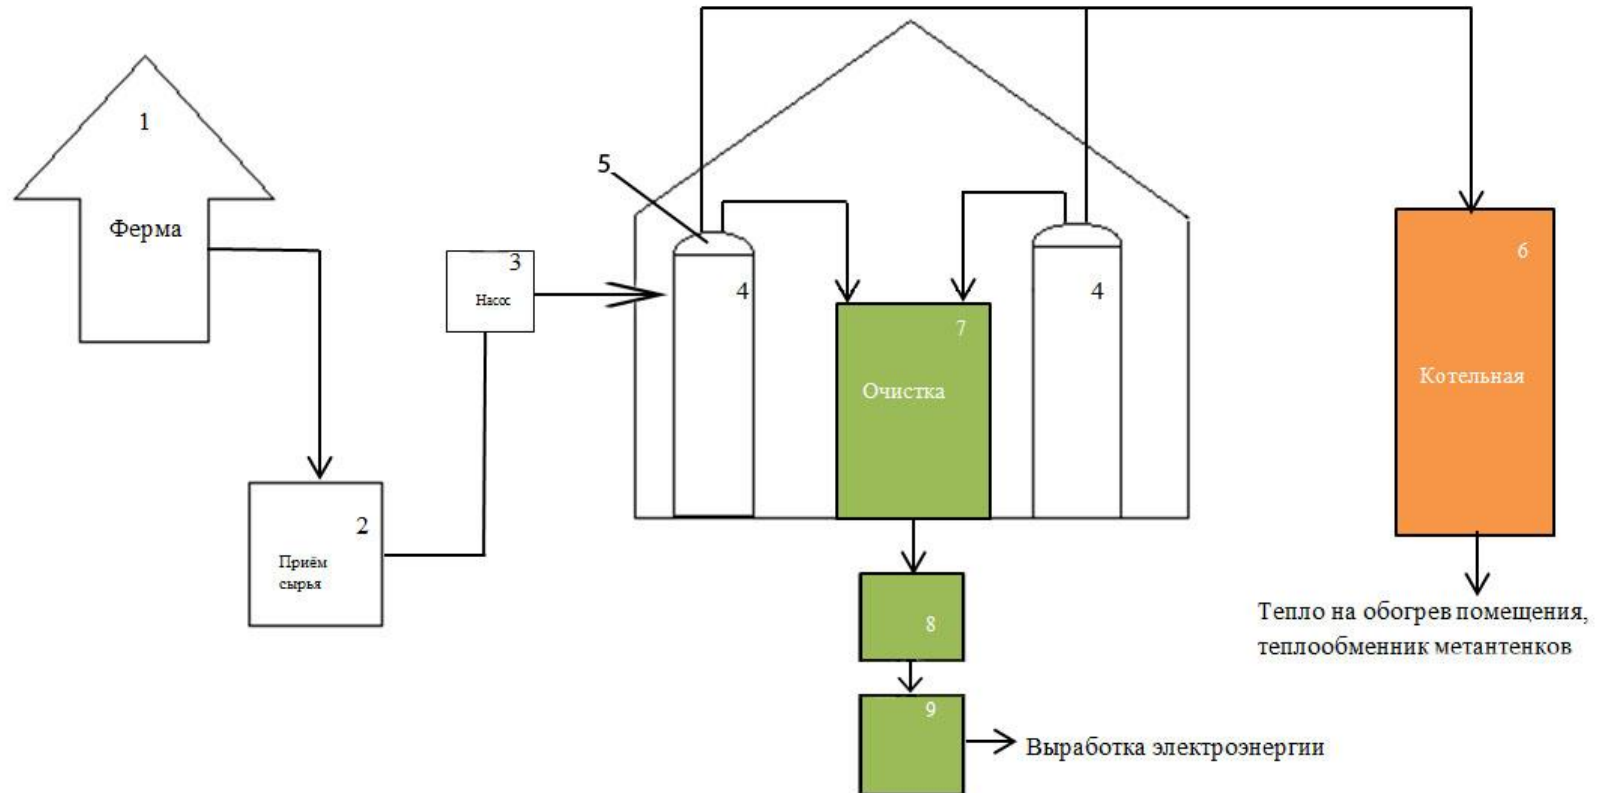 1
Ферма
2
Приём
сырья
3
Насос
5
4
4
7
Очистка
8
9
Выработка электроэнергии
6
Котельная
Тепло на обогрев помещения,
теплообменник метантенков